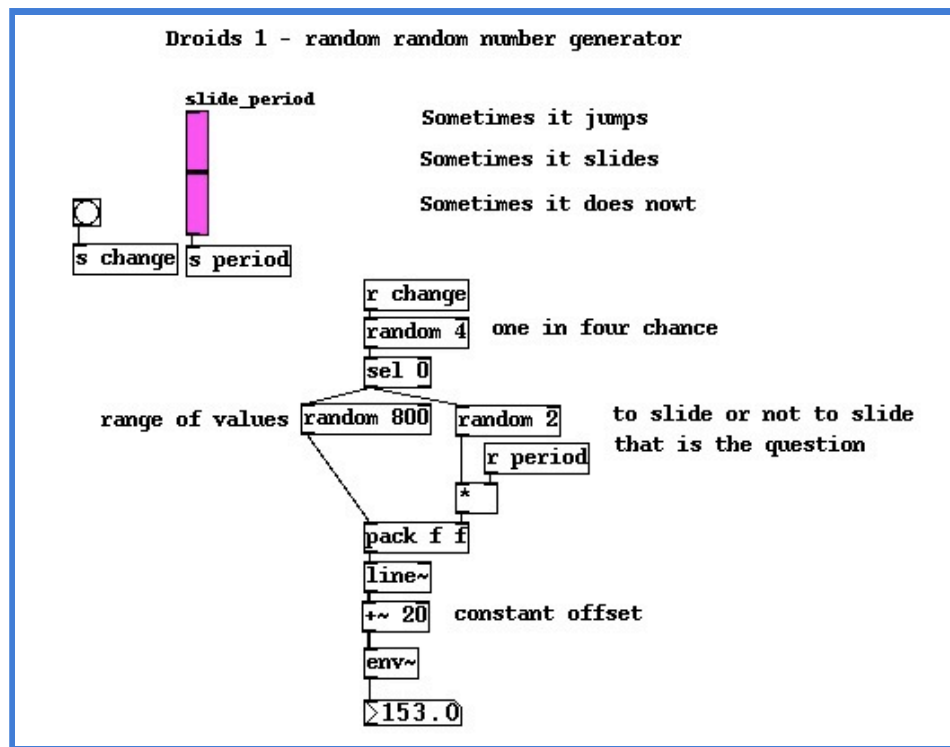 Droids 1 - random random number generator
slide_period
Sometimes it jumps
Sometimes it slides
Sometimes it does nowt
s change
s period
r change
random 4
one in four chance
sel 0
range of values
random 800
random 2
to slide or not to slide
that is the question
r period
*
pack f f
line~
+~ 20
constant offset
env~
153.0